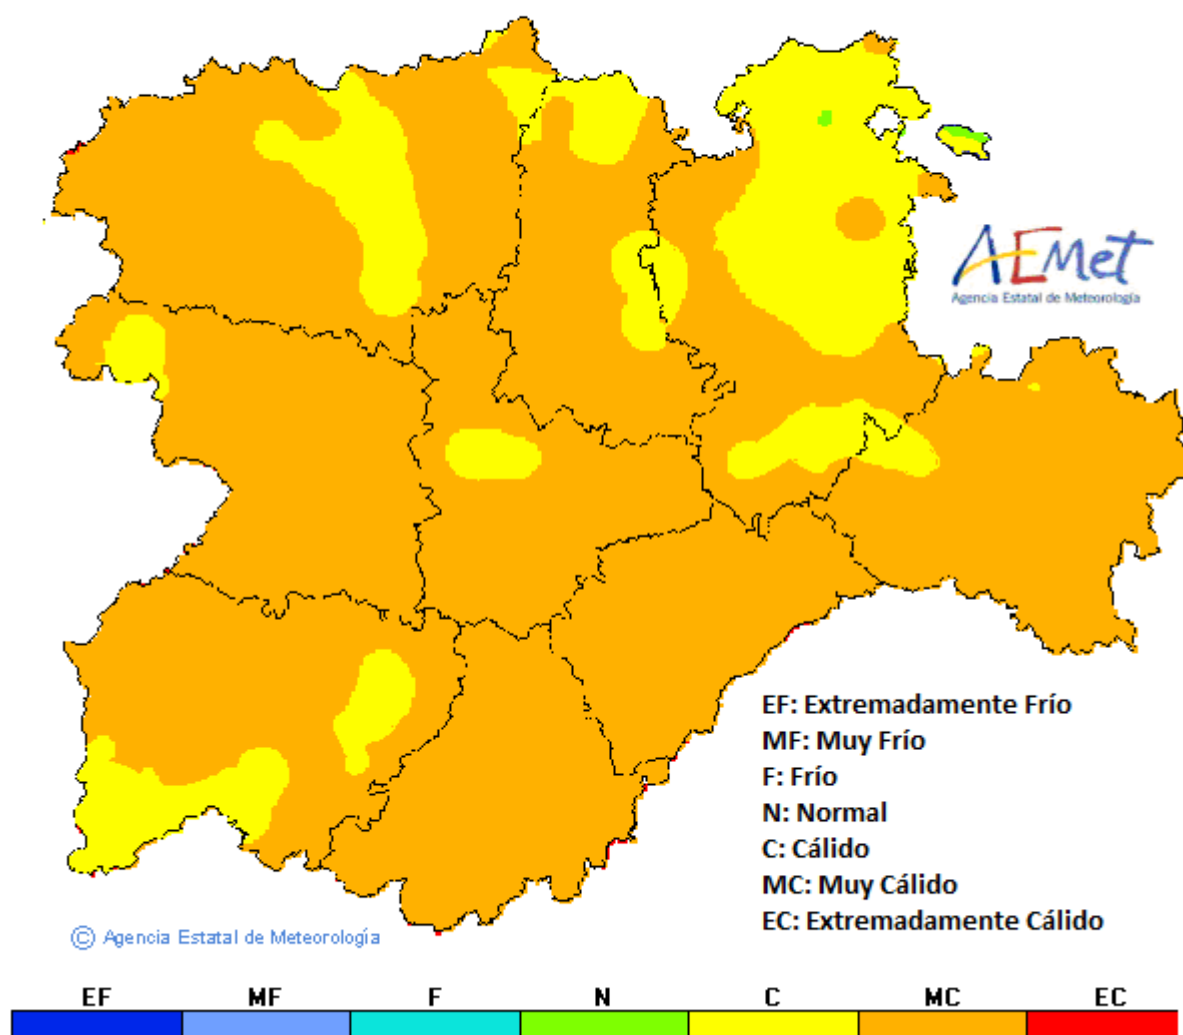 AEMet
Agencia Estatal de Meteorología
EF: Extremadamente Frío
MF: Muy Frío
F: Frío
N: Normal
C: Cálido
MC: Muy Cálido
EC: Extremadamente Cálido
© Agencia Estatal de Meteorología
EF MF F N C MC EC